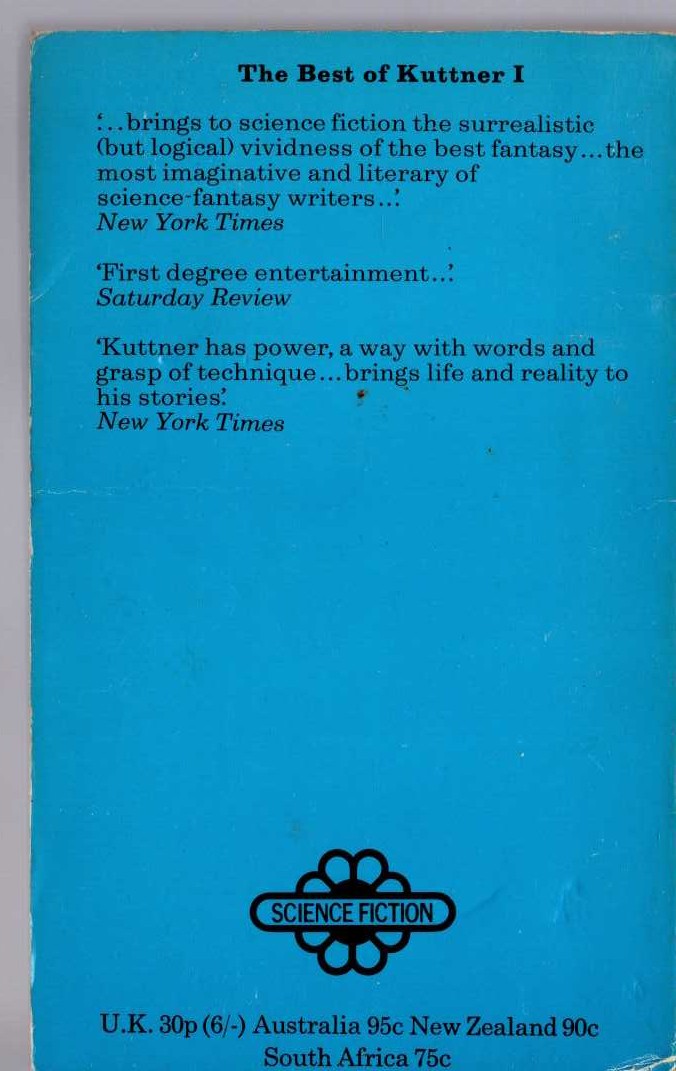 The Best of Kuttner I
‘...brings to science fiction the surrealistic
(but logical) vividness of the best fantasy...the
most imaginative and literary of
science-fantasy writers...’
New York Times
‘First degree entertainment...’
Saturday Review
‘Kuttner has power, a way with words and
grasp of technique...brings life and reality to
his stories.’
New York Times
SCIENCE FICTION
U.K. 30p (6/-) Australia 95c New Zealand 90c
South Africa 75c